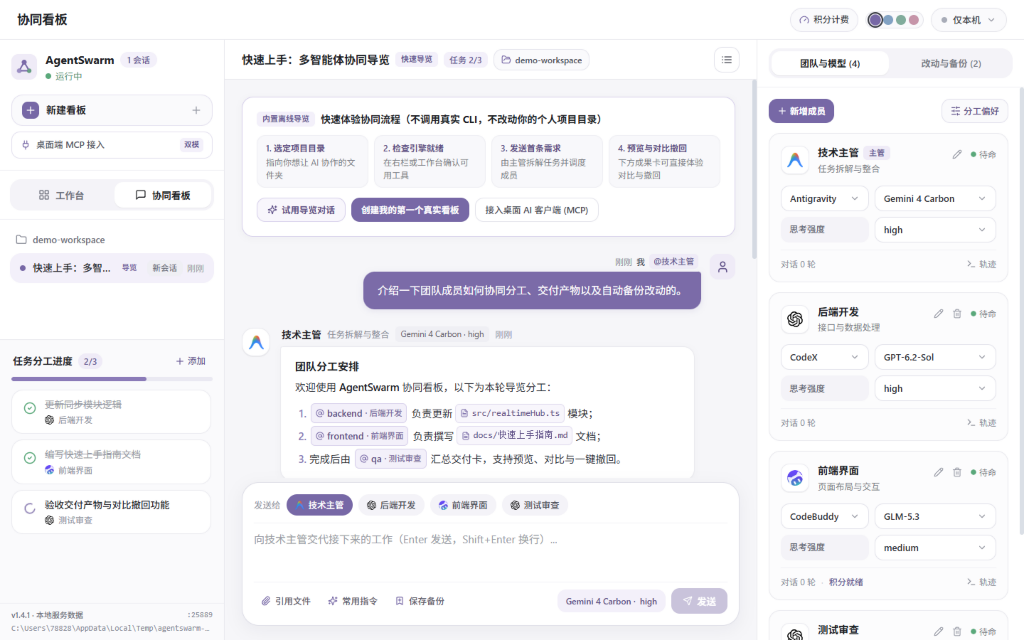 协同看板
积分计费
仅本机
AgentSwarm 1 会话
运行中
新建看板
桌面端 MCP 接入 双模
工作台 协同看板
demo-workspace
快速上手：多智... 导览 新会话 刚刚
任务分工进度 2/3 添加
更新同步模块逻辑
后端开发
编写快速上手指南文档
前端界面
验收交付产物与对比撤回功能
测试审查
v1.4.1 · 本地服务数据 :25889
C:\Users\78828\AppData\Local\Temp\agentswarm-...
快速上手：多智能体协同导览 快速导览 任务 2/3 demo-workspace
内置离线导览 快速体验协同流程（不调用真实 CLI，不改动你的个人项目目录）
1. 选定项目目录
指向你想让 AI 协作的文件夹
2. 检查引擎就绪
在右栏或工作台确认可用工具
3. 发送首条需求
由主管拆解任务并调度成员
4. 预览与对比撤回
下方成果卡可直接体验对比与撤回
试用导览对话 创建我的第一个真实看板 接入桌面 AI 客户端 (MCP)
刚刚 我 @技术主管
介绍一下团队成员如何协同分工、交付产物以及自动备份改动的。
技术主管 任务拆解与整合 Gemini 4 Carbon · high 刚刚
团队分工安排
欢迎使用 AgentSwarm 协同看板，以下为本轮导览分工：
1. @ backend · 后端开发 负责更新 src/realtimeHub.ts 模块；
2. @ frontend · 前端界面 负责撰写 docs/快速上手指南.md 文档；
3. 完成后由 @ qa · 测试审查 汇总交付卡，支持预览、对比与一键撤回。
发送给 技术主管 后端开发 前端界面 测试审查
向技术主管交代接下来的工作（Enter 发送，Shift+Enter 换行）...
引用文件 常用指令 保存备份 Gemini 4 Carbon · high 发送
团队与模型 (4) 改动与备份 (2)
新增成员 分工偏好
技术主管 主管 待命
任务拆解与整合
Antigravity Gemini 4 Carbon
思考强度 high
对话 0 轮 轨迹
后端开发 待命
接口与数据处理
CodeX GPT-6.2-Sol
思考强度 high
对话 0 轮 轨迹
前端界面 待命
页面布局与交互
CodeBuddy GLM-5.3
思考强度 medium
对话 0 轮 · 积分就绪 轨迹
测试审查 待命